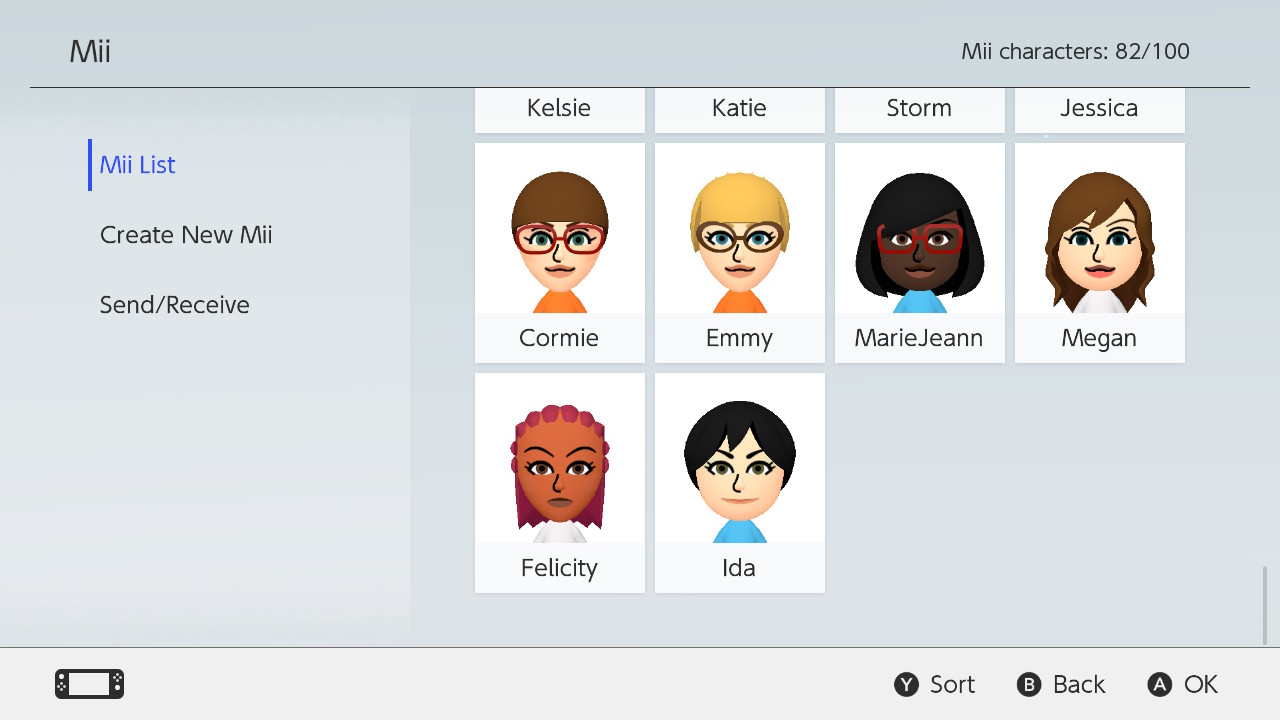 Mii
Mii characters: 82/100
Mii List
Create New Mii
Send/Receive
Kelsie
Katie
Storm
Jessica
Cormie
Emmy
MarieJeann
Megan
Felicity
Ida
Y Sort
B Back
A OK